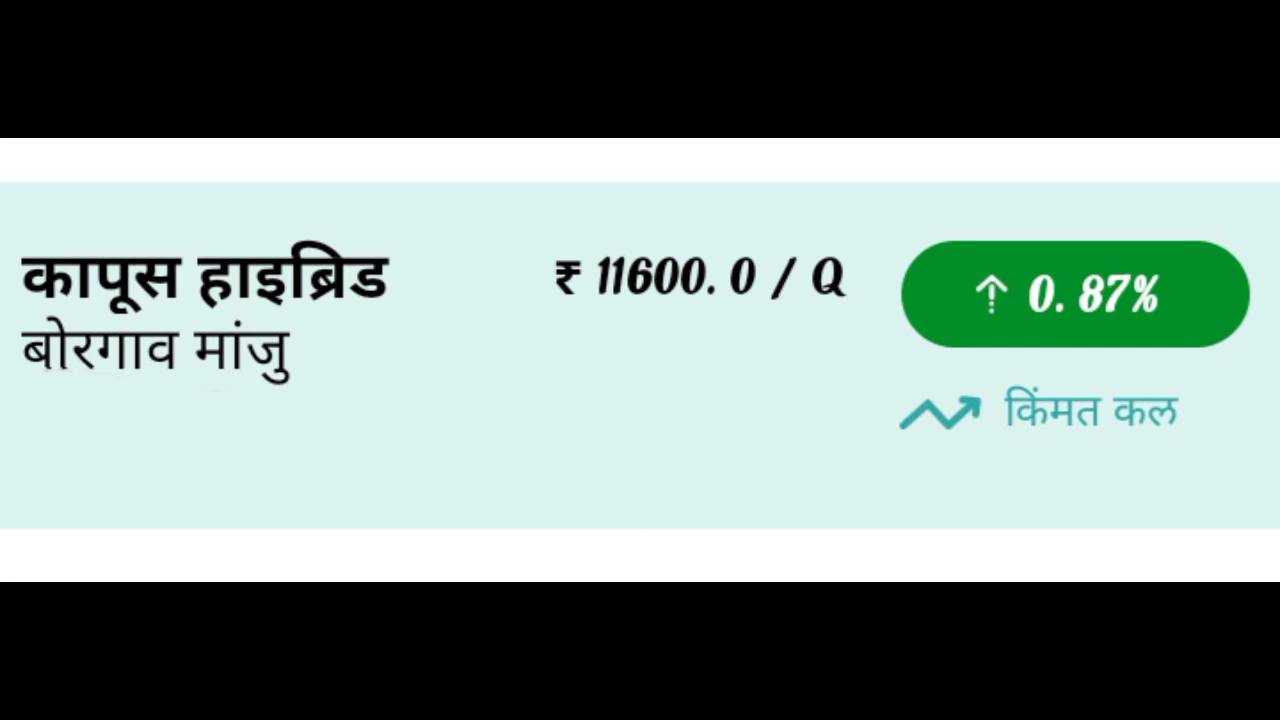 कापूस हाइब्रिड ₹ 11600.0 / Q ↑ 0.87%
बोरगाव मांजु
किंमत कल